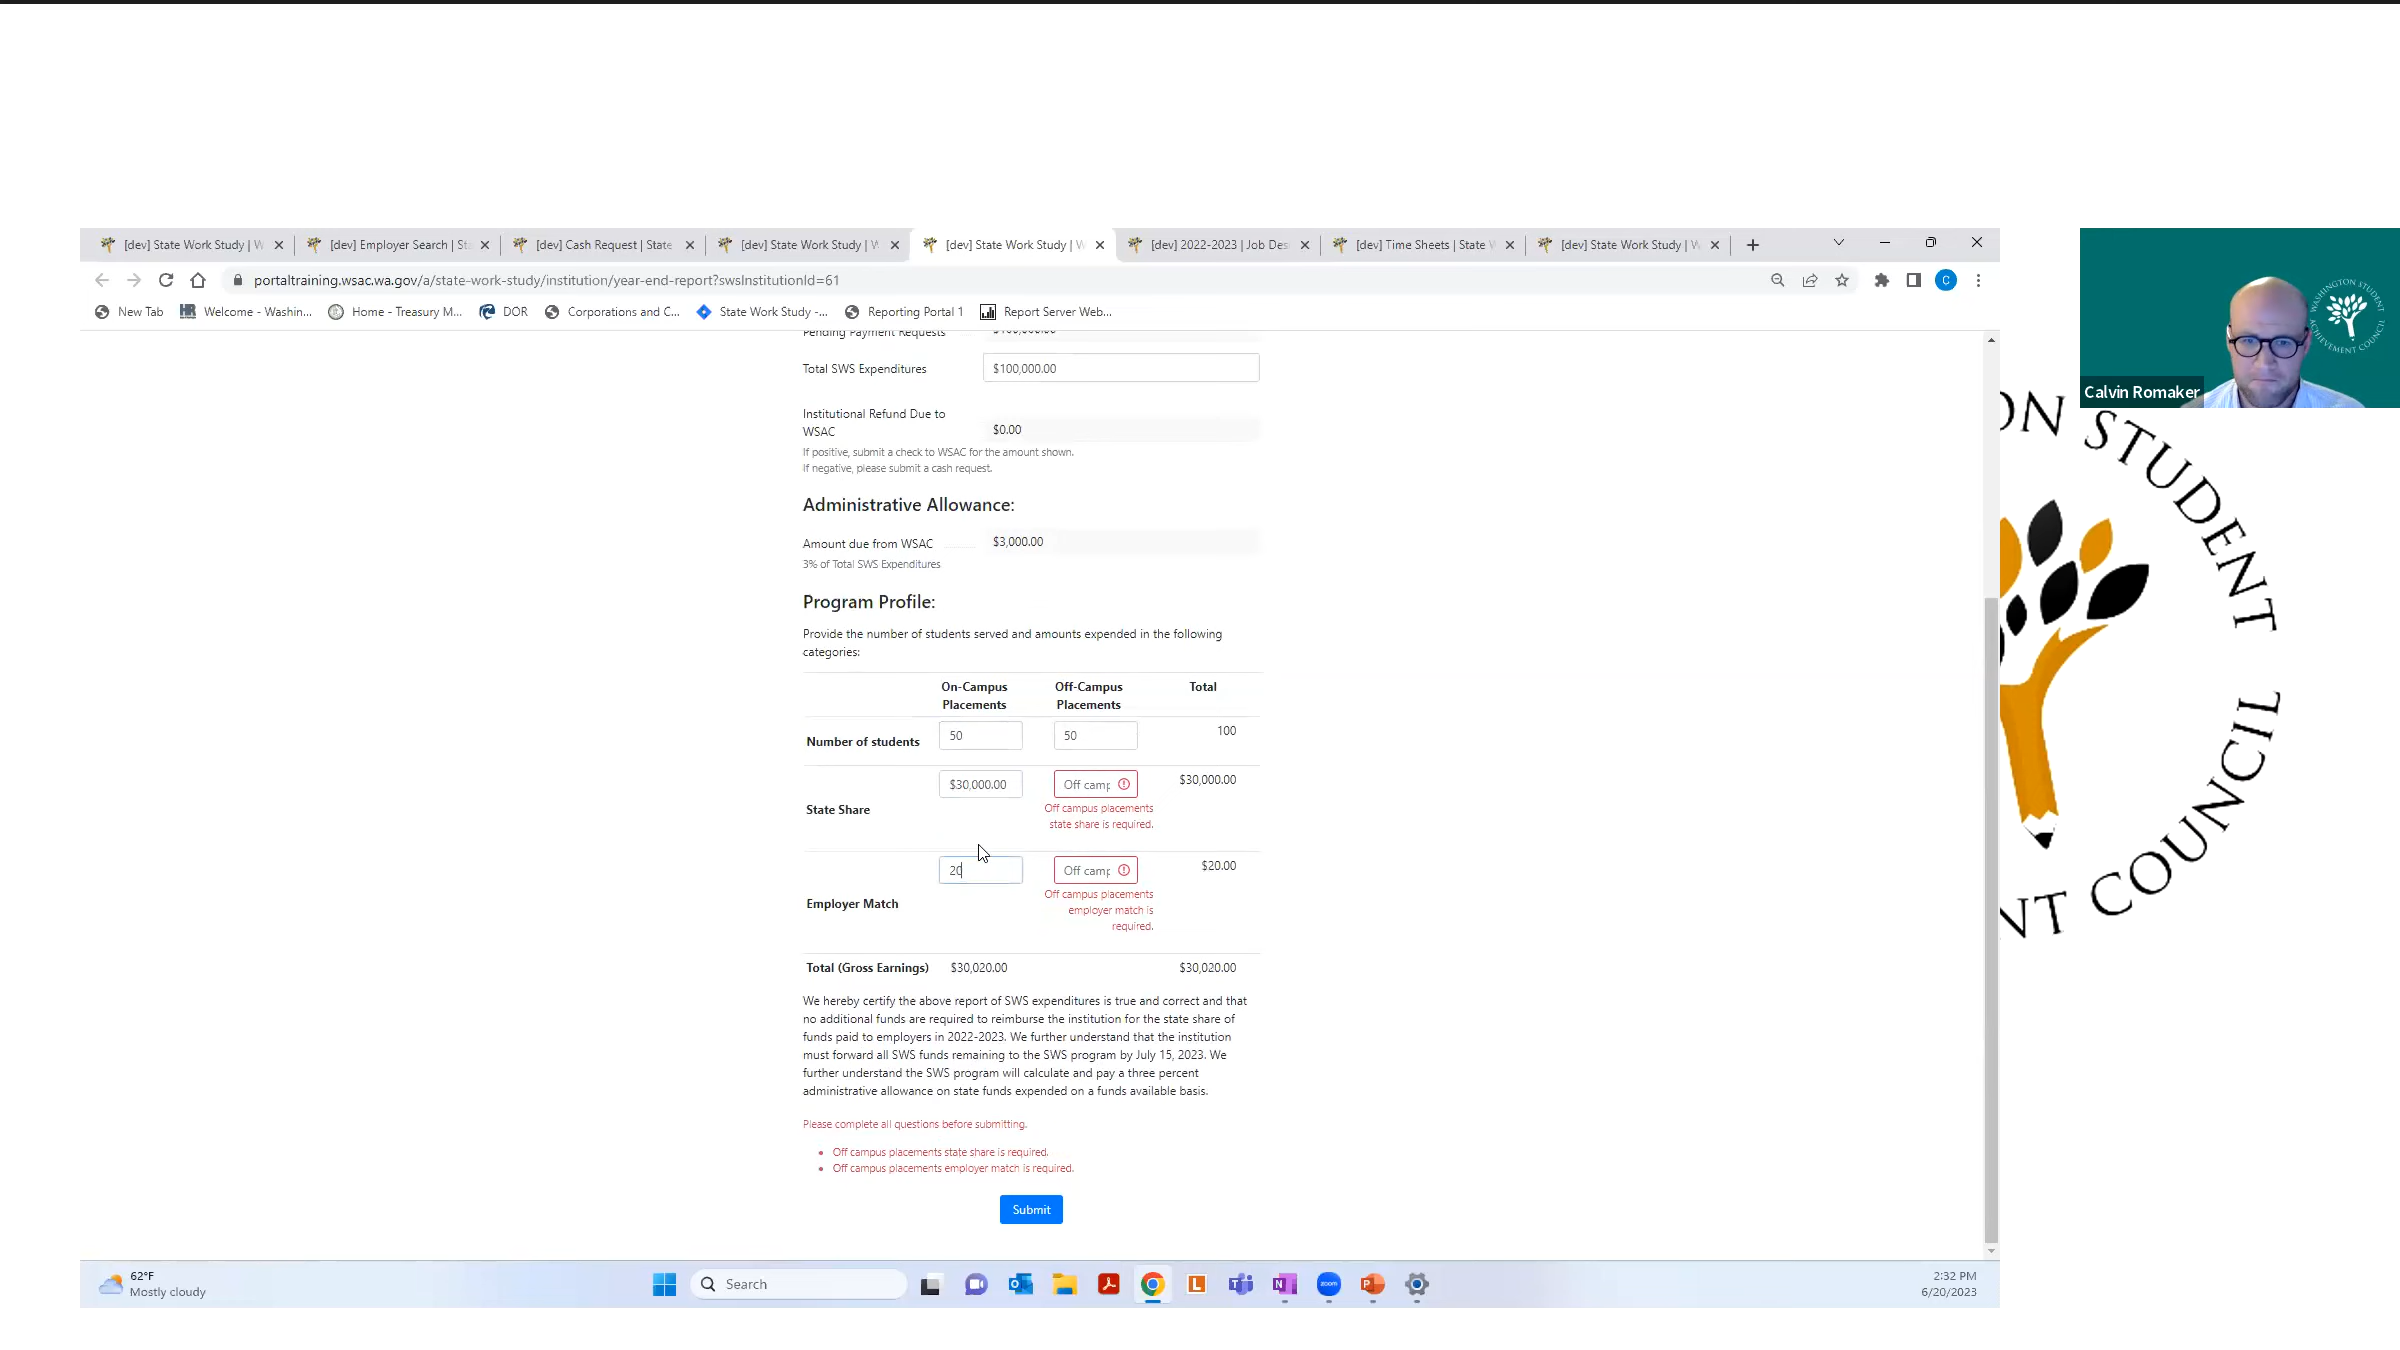 [dev] State Work Study | W
[dev] Employer Search | Sta
[dev] Cash Request | State
[dev] State Work Study | W
[dev] State Work Study | W
[dev] 2022-2023 | Job Des
[dev] Time Sheets | State W
[dev] State Work Study | W
portaltraining.wsac.wa.gov/a/state-work-study/institution/year-end-report?swsInstitutionId=61
C
New Tab
Welcome - Washin...
Home - Treasury M...
DOR
Corporations and C...
State Work Study -...
Reporting Portal 1
Report Server Web...
Pending Payment Requests
$100,000.00
Total SWS Expenditures
$100,000.00
Institutional Refund Due to
WSAC
$0.00
If positive, submit a check to WSAC for the amount shown.
If negative, please submit a cash request.
Administrative Allowance:
Amount due from WSAC
$3,000.00
3% of Total SWS Expenditures
Program Profile:
Provide the number of students served and amounts expended in the following
categories:
On-Campus
Placements
Off-Campus
Placements
Total
Number of students
50
50
100
State Share
$30,000.00
Off camp
$30,000.00
Off campus placements
state share is required.
Employer Match
20
Off camp
$20.00
Off campus placements
employer match is
required.
Total (Gross Earnings)
$30,020.00
$30,020.00
We hereby certify the above report of SWS expenditures is true and correct and that
no additional funds are required to reimburse the institution for the state share of
funds paid to employers in 2022-2023. We further understand that the institution
must forward all SWS funds remaining to the SWS program by July 15, 2023. We
further understand the SWS program will calculate and pay a three percent
administrative allowance on state funds expended on a funds available basis.
Please complete all questions before submitting.
Off campus placements state share is required.
Off campus placements employer match is required.
Submit
62°F
Mostly cloudy
Search
2:32 PM
6/20/2023
Calvin Romaker
WASHINGTON STUDENT
ACHIEVEMENT COUNCIL
ON STUDENT
NT COUNCIL